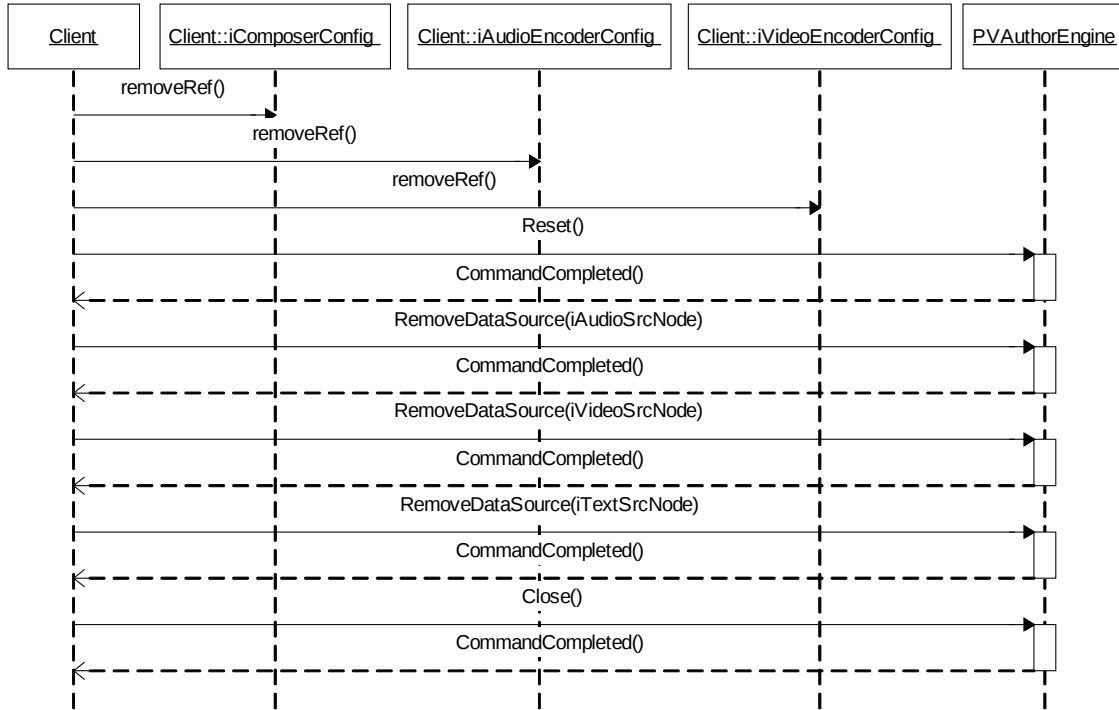 Client
Client::iComposerConfig
Client::iAudioEncoderConfig
Client::iVideoEncoderConfig
PVAuthorEngine
removeRef()
removeRef()
removeRef()
Reset()
CommandCompleted()
RemoveDataSource(iAudioSrcNode)
CommandCompleted()
RemoveDataSource(iVideoSrcNode)
CommandCompleted()
RemoveDataSource(iTextSrcNode)
CommandCompleted()
Close()
CommandCompleted()